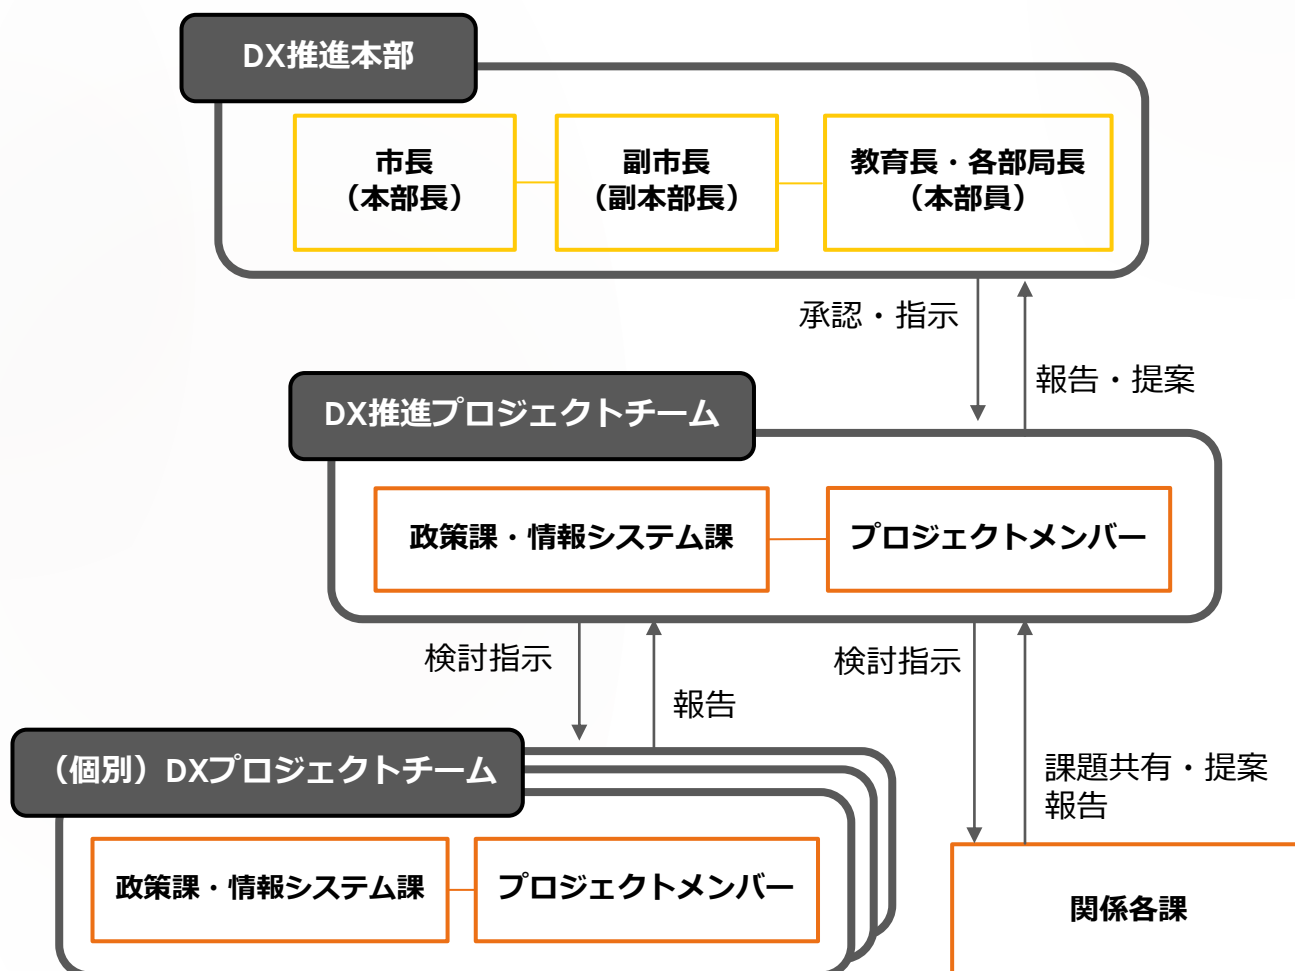 DX推進本部
市長
（本部長）
副市長
（副本部長）
教育長・各部局長
（本部員）
承認・指示
報告・提案
DX推進プロジェクトチーム
政策課・情報システム課
プロジェクトメンバー
検討指示
報告
検討指示
課題共有・提案
報告
（個別）DXプロジェクトチーム
政策課・情報システム課
プロジェクトメンバー
関係各課